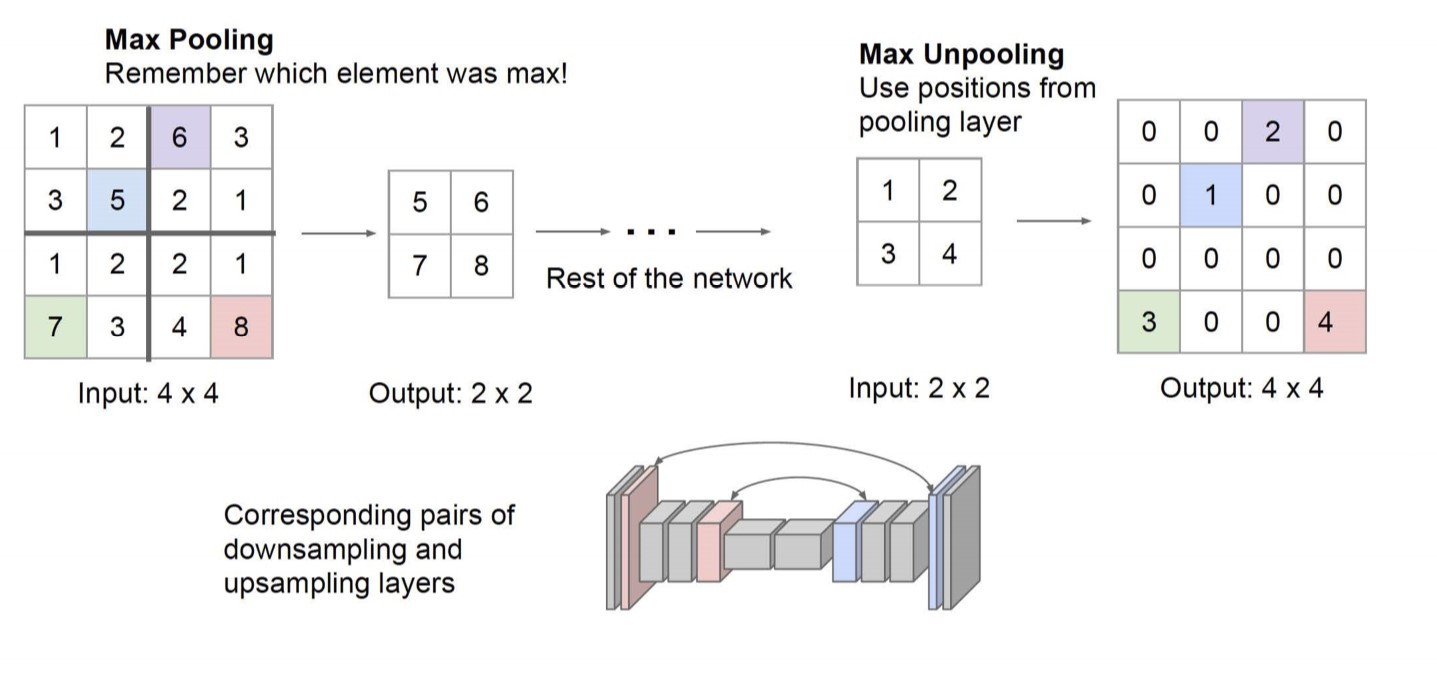 Max Pooling
Remember which element was max!
1 2 6 3
3 5 2 1
1 2 2 1
7 3 4 8
Input: 4 x 4
5 6
7 8
Output: 2 x 2
...
Rest of the network
Max Unpooling
Use positions from
pooling layer
1 2
3 4
Input: 2 x 2
0 0 2 0
0 1 0 0
0 0 0 0
3 0 0 4
Output: 4 x 4
Corresponding pairs of
downsampling and
upsampling layers